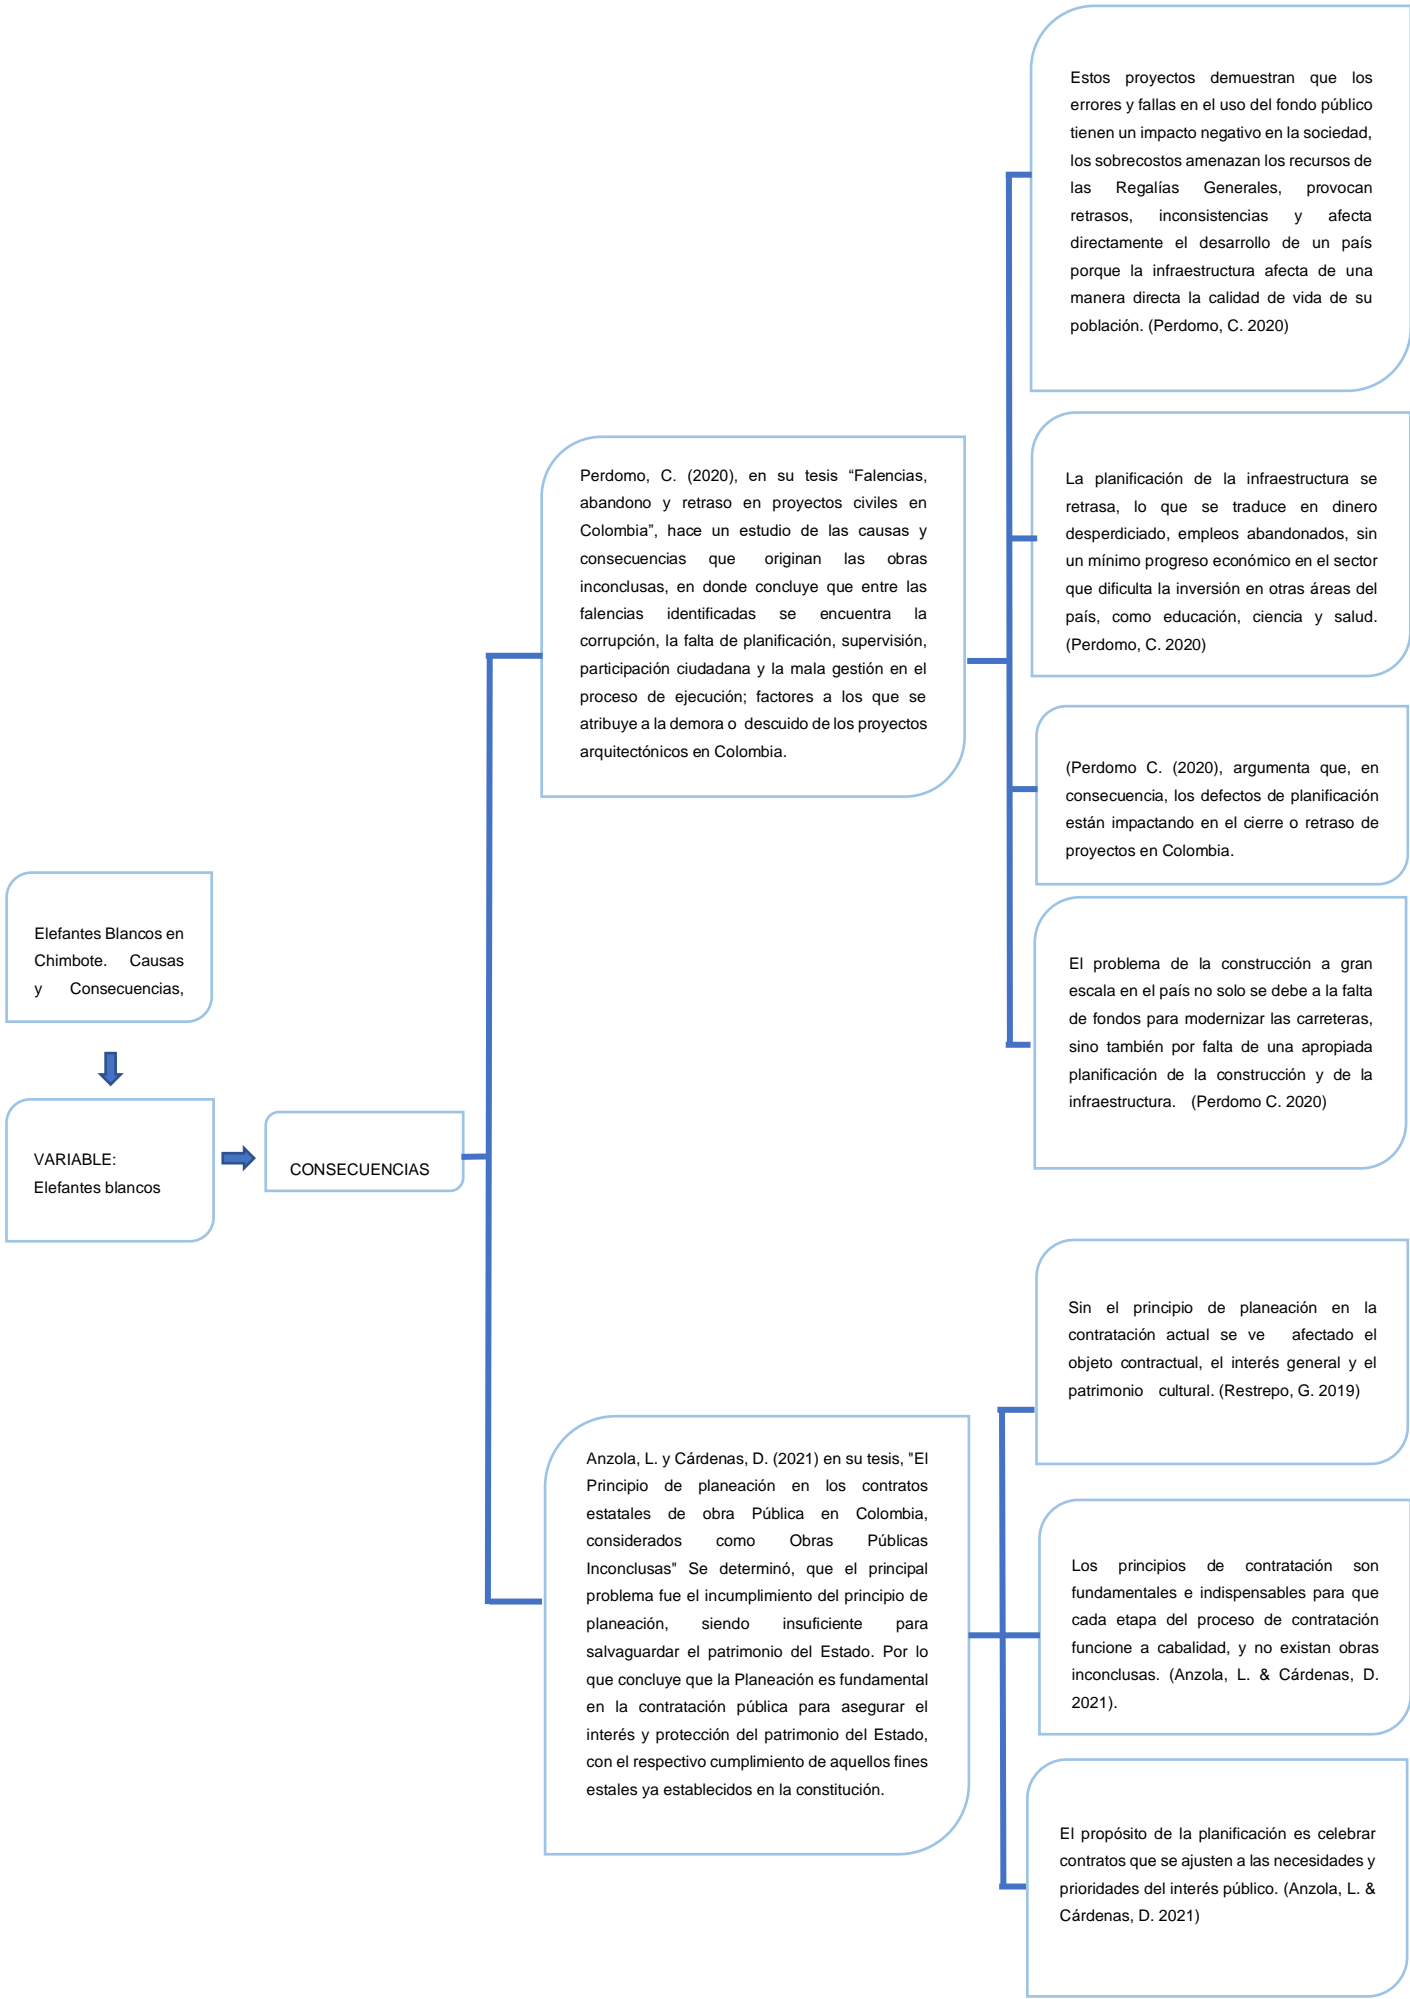 Elefantes Blancos en
Chimbote. Causas
y Consecuencias,
VARIABLE:
Elefantes blancos
CONSECUENCIAS
Perdomo, C. (2020), en su tesis “Falencias,
abandono y retraso en proyectos civiles en
Colombia”, hace un estudio de las causas y
consecuencias que originan las obras
inconclusas, en donde concluye que entre las
falencias identificadas se encuentra la
corrupción, la falta de planificación, supervisión,
participación ciudadana y la mala gestión en el
proceso de ejecución; factores a los que se
atribuye a la demora o descuido de los proyectos
arquitectónicos en Colombia.
Estos proyectos demuestran que los
errores y fallas en el uso del fondo público
tienen un impacto negativo en la sociedad,
los sobrecostos amenazan los recursos de
las Regalías Generales, provocan
retrasos, inconsistencias y afecta
directamente el desarrollo de un país
porque la infraestructura afecta de una
manera directa la calidad de vida de su
población. (Perdomo, C. 2020)
La planificación de la infraestructura se
retrasa, lo que se traduce en dinero
desperdiciado, empleos abandonados, sin
un mínimo progreso económico en el sector
que dificulta la inversión en otras áreas del
país, como educación, ciencia y salud.
(Perdomo, C. 2020)
(Perdomo C. (2020), argumenta que, en
consecuencia, los defectos de planificación
están impactando en el cierre o retraso de
proyectos en Colombia.
El problema de la construcción a gran
escala en el país no solo se debe a la falta
de fondos para modernizar las carreteras,
sino también por falta de una apropiada
planificación de la construcción y de la
infraestructura. (Perdomo C. 2020)
Anzola, L. y Cárdenas, D. (2021) en su tesis, "El
Principio de planeación en los contratos
estatales de obra Pública en Colombia,
considerados como Obras Públicas
Inconclusas" Se determinó, que el principal
problema fue el incumplimiento del principio de
planeación, siendo insuficiente para
salvaguardar el patrimonio del Estado. Por lo
que concluye que la Planeación es fundamental
en la contratación pública para asegurar el
interés y protección del patrimonio del Estado,
con el respectivo cumplimiento de aquellos fines
estales ya establecidos en la constitución.
Sin el principio de planeación en la
contratación actual se ve afectado el
objeto contractual, el interés general y el
patrimonio cultural. (Restrepo, G. 2019)
Los principios de contratación son
fundamentales e indispensables para que
cada etapa del proceso de contratación
funcione a cabalidad, y no existan obras
inconclusas. (Anzola, L. & Cárdenas, D.
2021).
El propósito de la planificación es celebrar
contratos que se ajusten a las necesidades y
prioridades del interés público. (Anzola, L. &
Cárdenas, D. 2021)